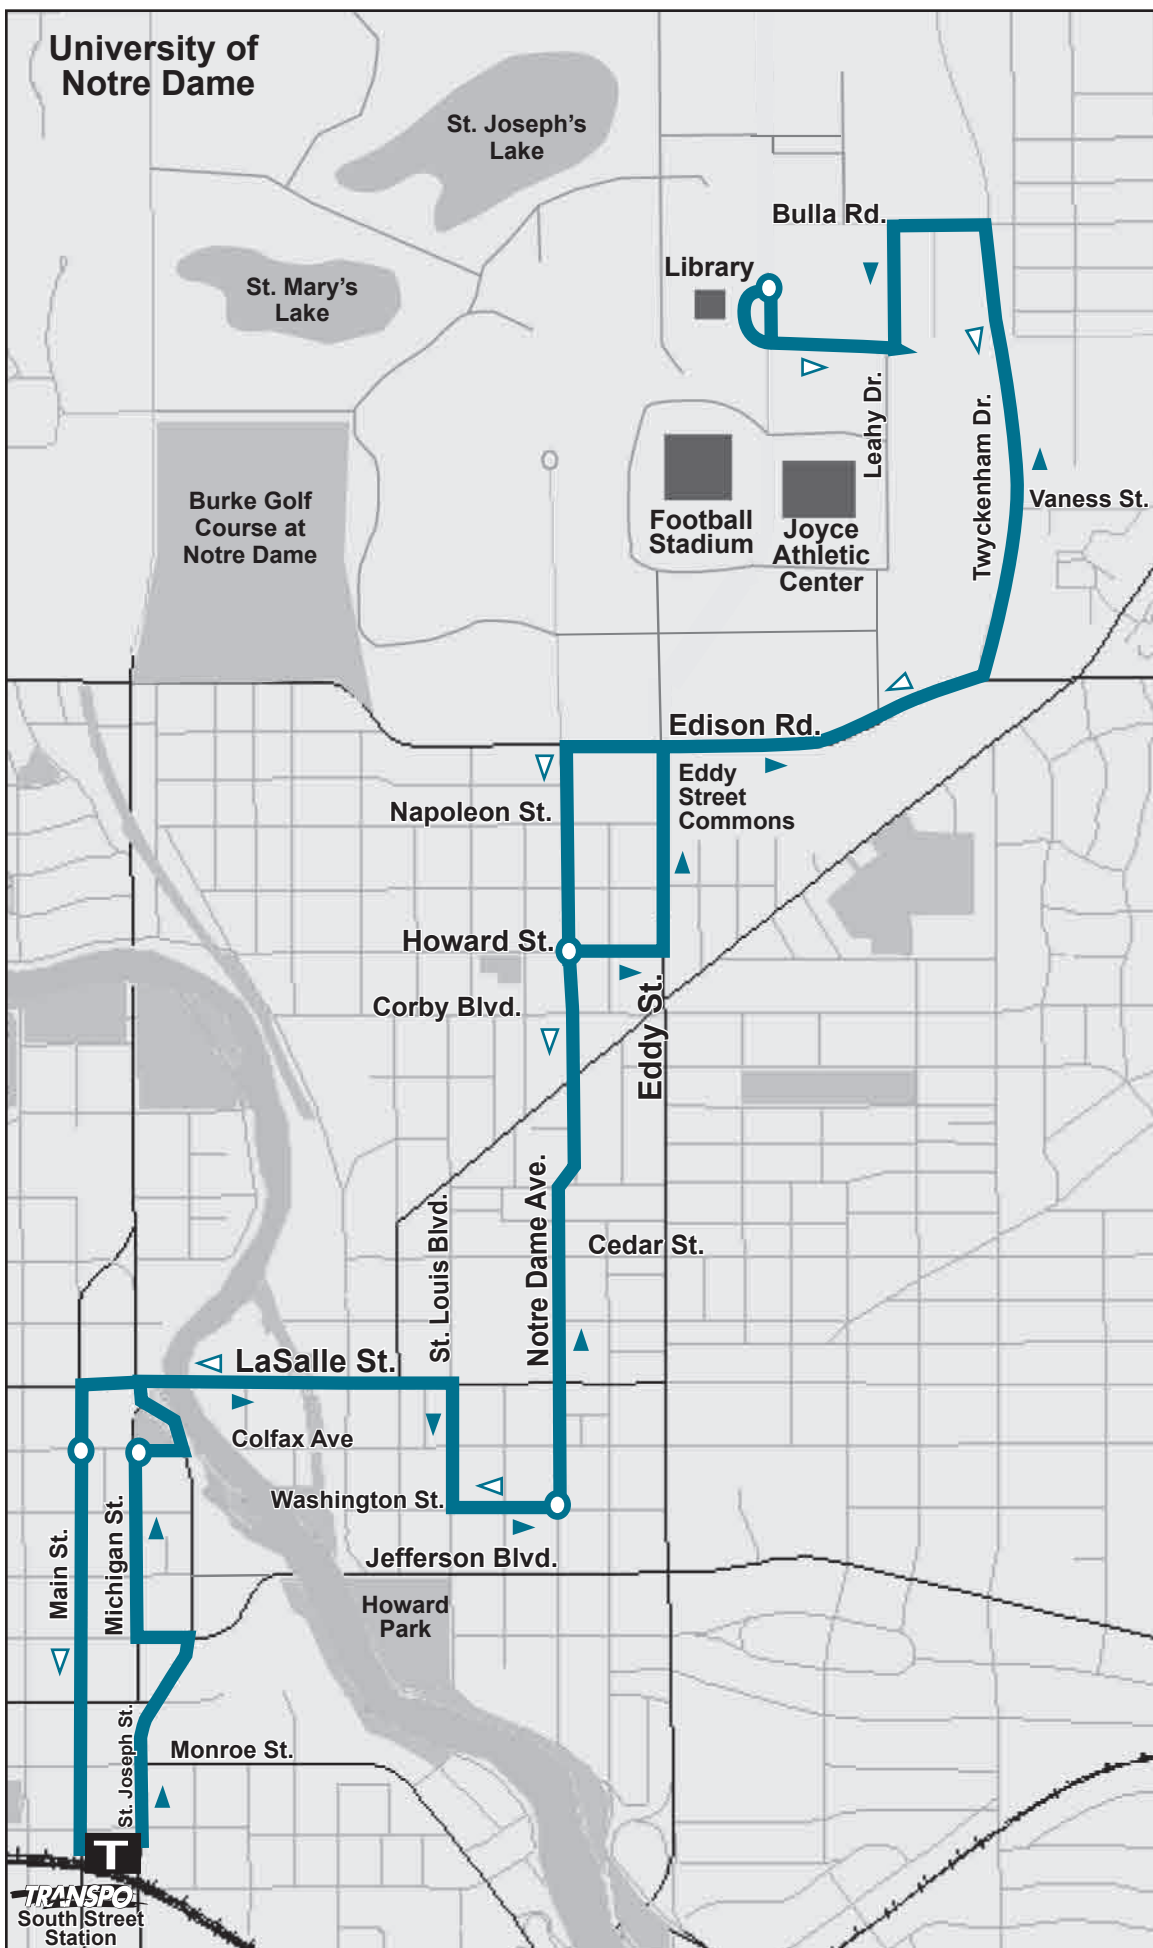 University of
Notre Dame
St. Joseph's
Lake
Bulla Rd.
Library
St. Mary's
Lake
Leahy Dr.
Twyckenham Dr.
Vaness St.
Burke Golf
Course at
Notre Dame
Football
Stadium
Joyce
Athletic
Center
Edison Rd.
Eddy
Street
Commons
Napoleon St.
Howard St.
Corby Blvd.
Eddy St.
Notre Dame Ave.
St. Louis Blvd.
Cedar St.
LaSalle St.
Colfax Ave
Washington St.
Jefferson Blvd.
Main St.
Michigan St.
Howard
Park
St. Joseph St.
Monroe St.
T
TRANSPO
South Street
Station